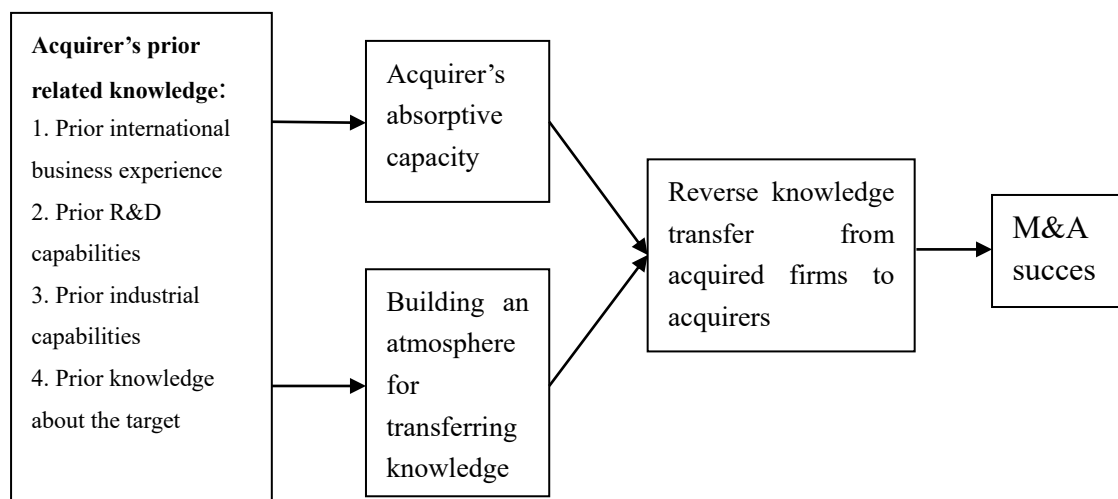 Acquirer’s prior
related knowledge:
1. Prior international
business experience
2. Prior R&D
capabilities
3. Prior industrial
capabilities
4. Prior knowledge
about the target
Acquirer’s
absorptive
capacity
Building an
atmosphere
for
transferring
knowledge
Reverse knowledge
transfer from
acquired firms to
acquirers
M&A
succes